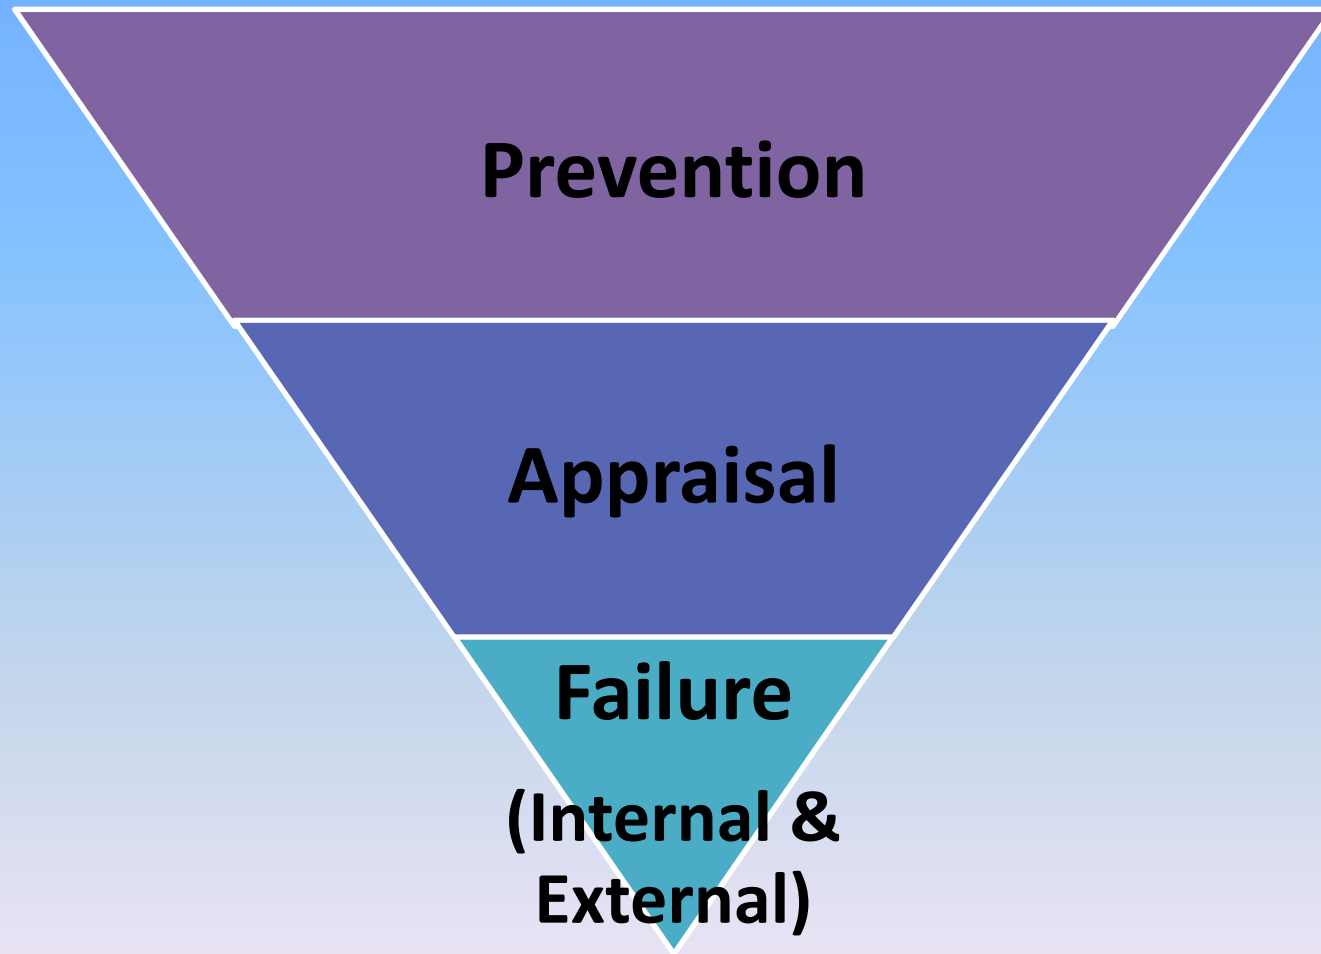 Prevention
Appraisal
Failure
(Internal &
External)